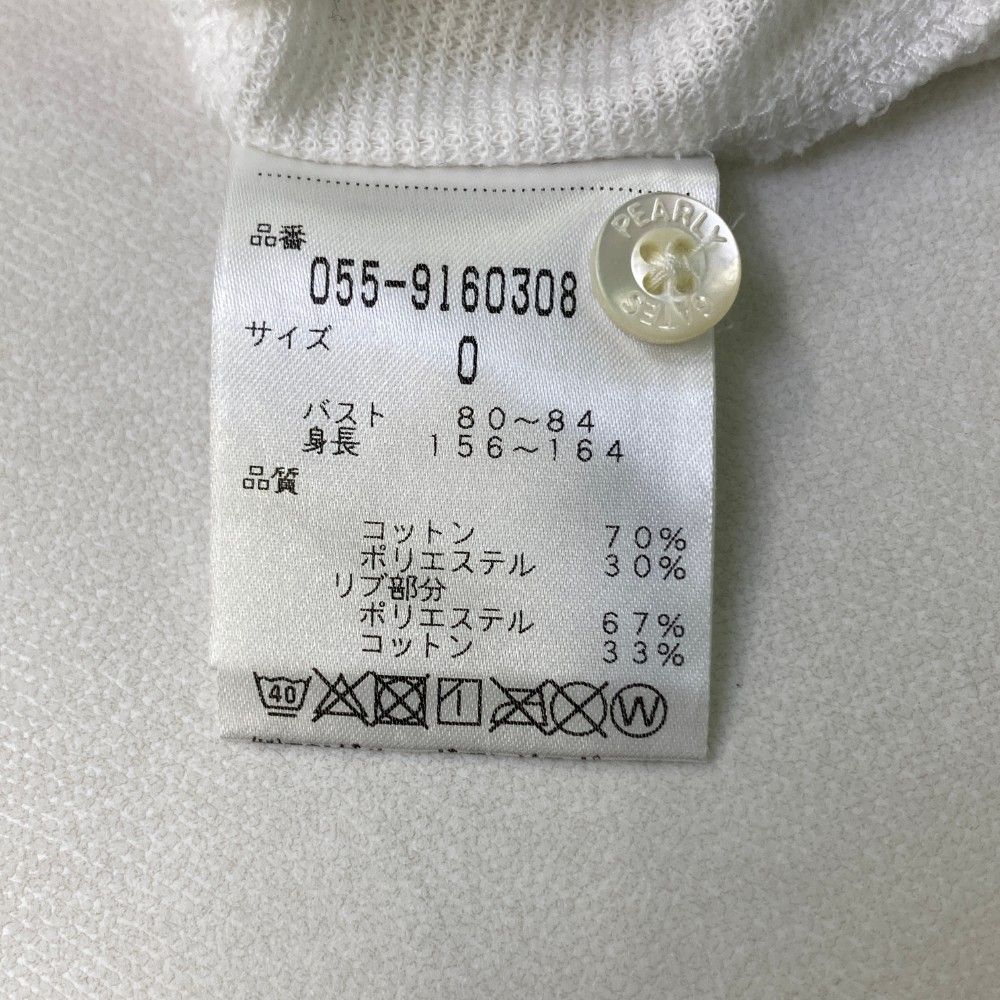 品番
055-9160308
サイズ
0
バスト 80～84
身長 156～164
品質
コットン 70%
ポリエステル 30%
リブ部分
ポリエステル 67%
コットン 33%
40
1
W
PEARLY
GATES